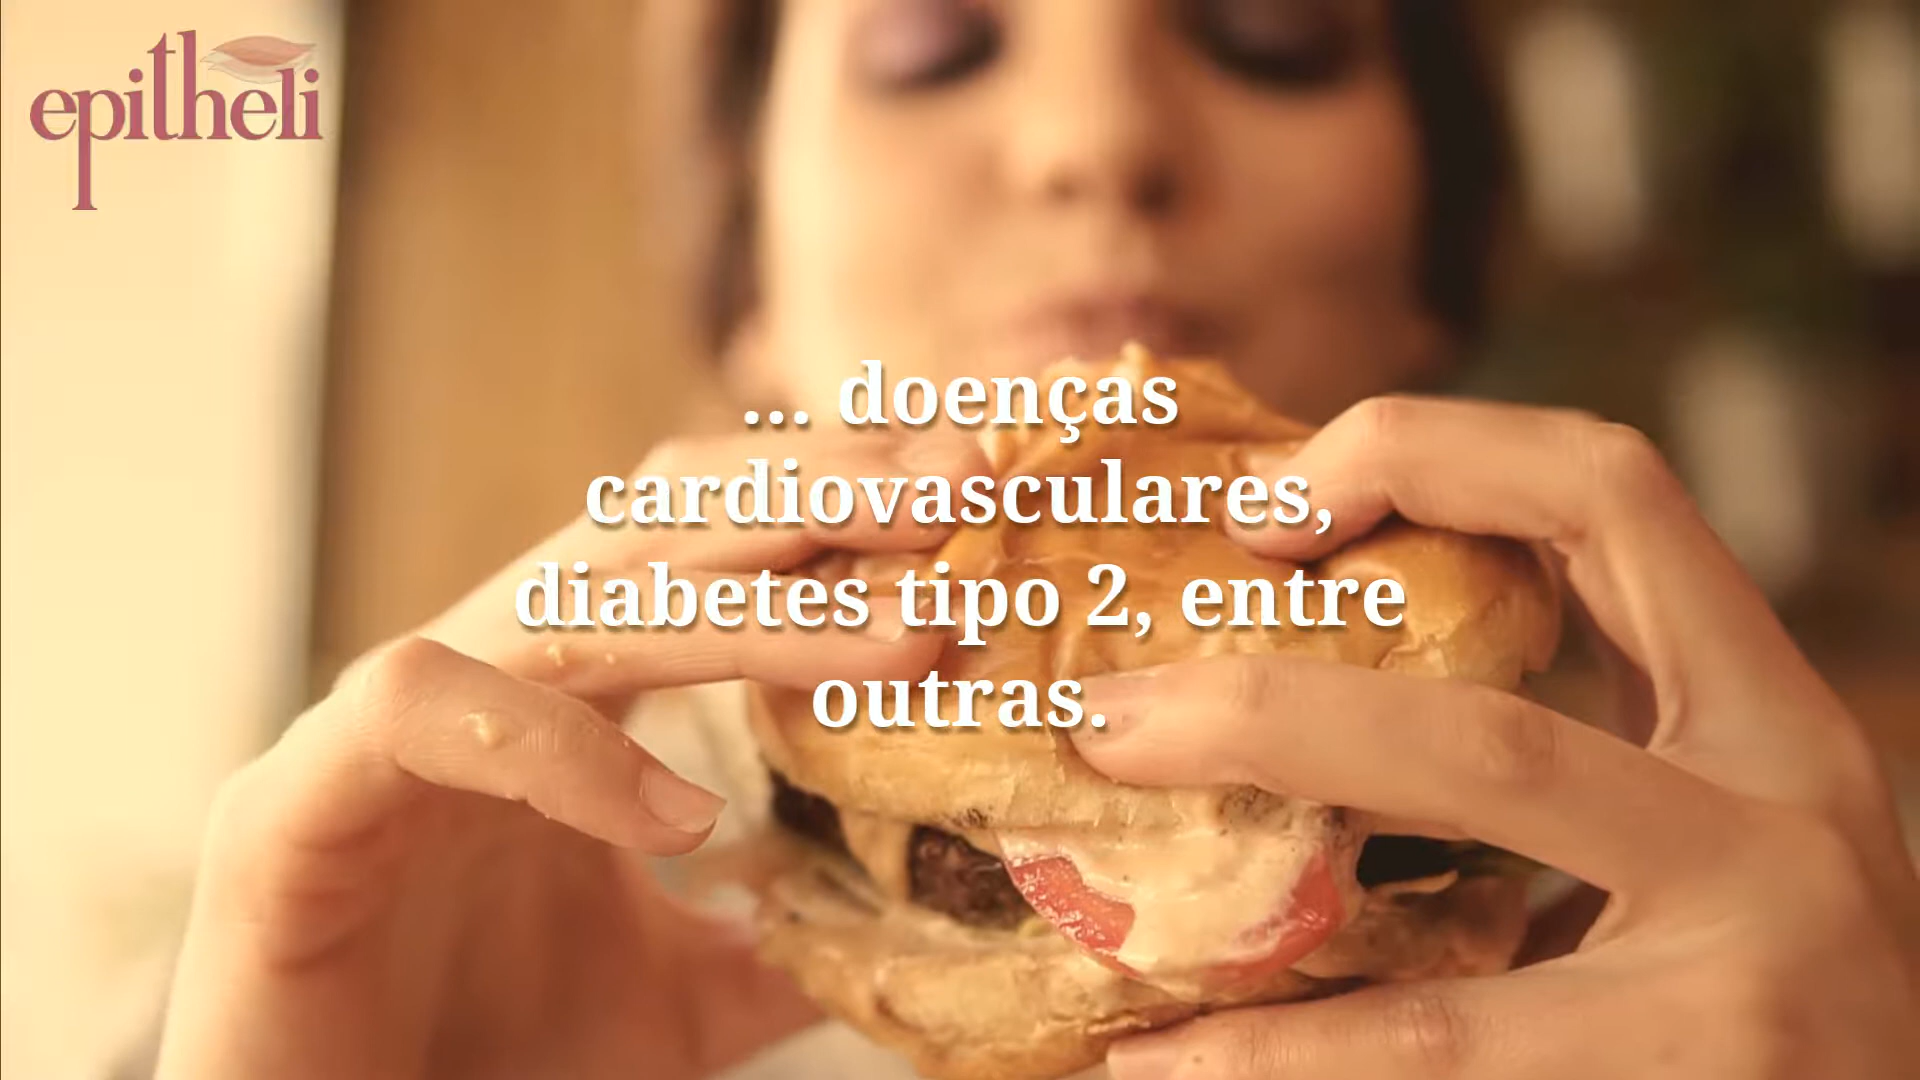 epitheli
... doenças
cardiovasculares,
diabetes tipo 2, entre
outras.